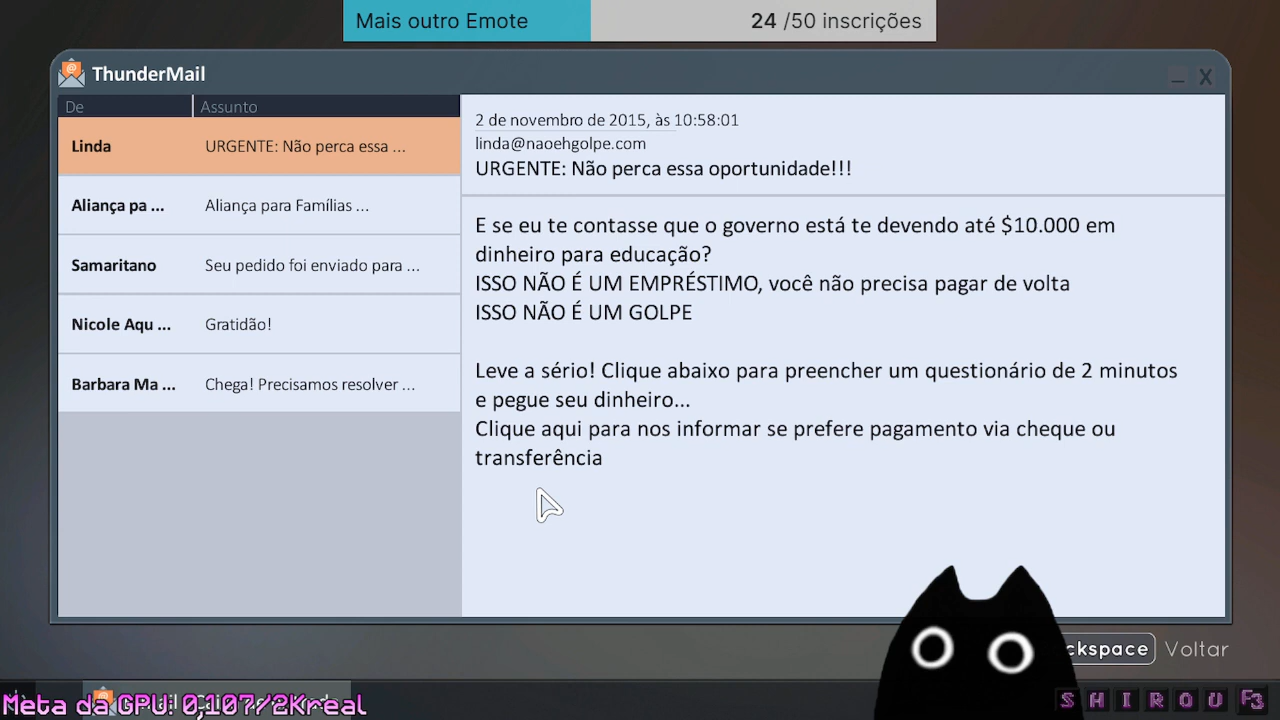 Mais outro Emote 24 /50 inscrições
ThunderMail
De Assunto
Linda URGENTE: Não perca essa ...
Aliança pa ... Aliança para Famílias ...
Samaritano Seu pedido foi enviado para ...
Nicole Aqu ... Gratidão!
Barbara Ma ... Chega! Precisamos resolver ...
2 de novembro de 2015, às 10:58:01
linda@naoehgolpe.com
URGENTE: Não perca essa oportunidade!!!
E se eu te contasse que o governo está te devendo até $10.000 em
dinheiro para educação?
ISSO NÃO É UM EMPRÉSTIMO, você não precisa pagar de volta
ISSO NÃO É UM GOLPE
Leve a sério! Clique abaixo para preencher um questionário de 2 minutos
e pegue seu dinheiro...
Clique aqui para nos informar se prefere pagamento via cheque ou
transferência
ckspace Voltar
Meta da GPU: 0,107/2Kreal
SHIROU F3